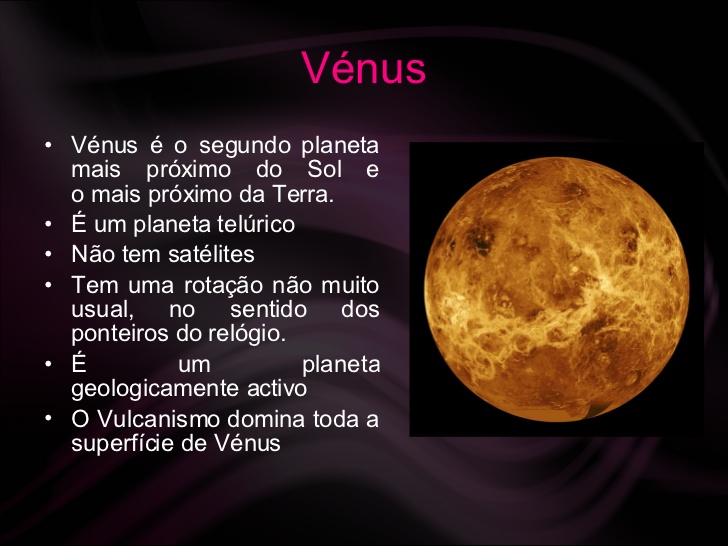 Vénus
• Vénus é o segundo planeta
mais próximo do Sol e
o mais próximo da Terra.
• É um planeta telúrico
• Não tem satélites
• Tem uma rotação não muito
usual, no sentido dos
ponteiros do relógio.
• É um planeta
geologicamente activo
• O Vulcanismo domina toda a
superfície de Vénus